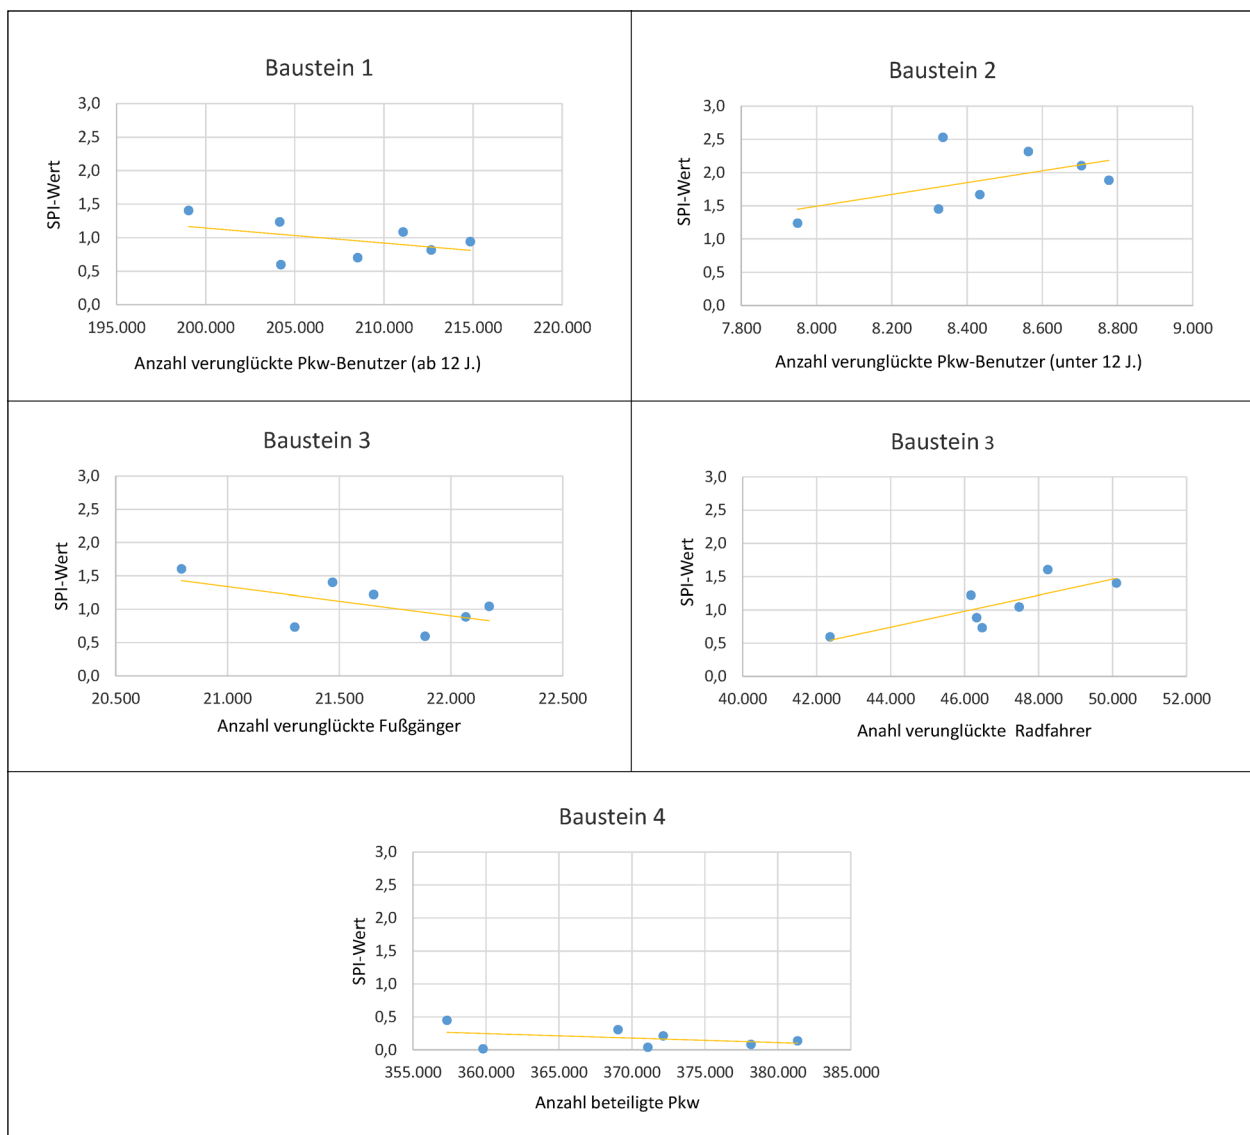 Baustein 1
SPI-Wert
3,0
2,5
2,0
1,5
1,0
0,5
0,0
195.000 200.000 205.000 210.000 215.000 220.000
Anzahl verunglückte Pkw-Benutzer (ab 12 J.)
Baustein 2
SPI-Wert
3,0
2,5
2,0
1,5
1,0
0,5
0,0
7.800 8.000 8.200 8.400 8.600 8.800 9.000
Anzahl verunglückte Pkw-Benutzer (unter 12 J.)
Baustein 3
SPI-Wert
3,0
2,5
2,0
1,5
1,0
0,5
0,0
20.500 21.000 21.500 22.000 22.500
Anzahl verunglückte Fußgänger
Baustein 3
SPI-Wert
3,0
2,5
2,0
1,5
1,0
0,5
0,0
40.000 42.000 44.000 46.000 48.000 50.000 52.000
Anahl verunglückte Radfahrer
Baustein 4
SPI-Wert
3,0
2,5
2,0
1,5
1,0
0,5
0,0
355.000 360.000 365.000 370.000 375.000 380.000 385.000
Anzahl beteiligte Pkw